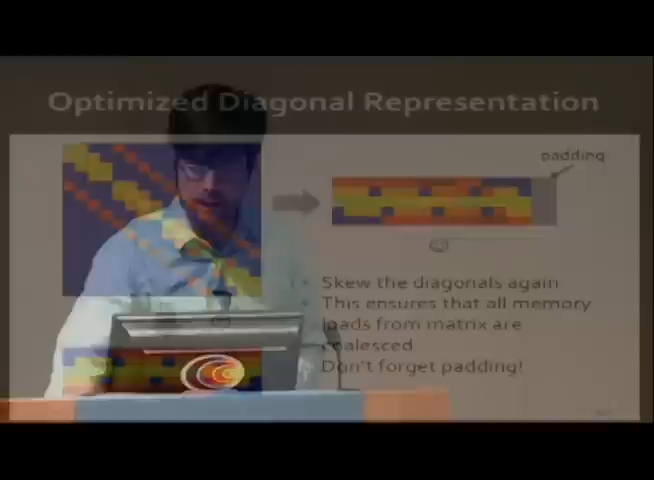 Optimized Diagonal Representation
padding
Skew the diagonals again
This ensures that all memory
loads from matrix are
coalesced
Don't forget padding!